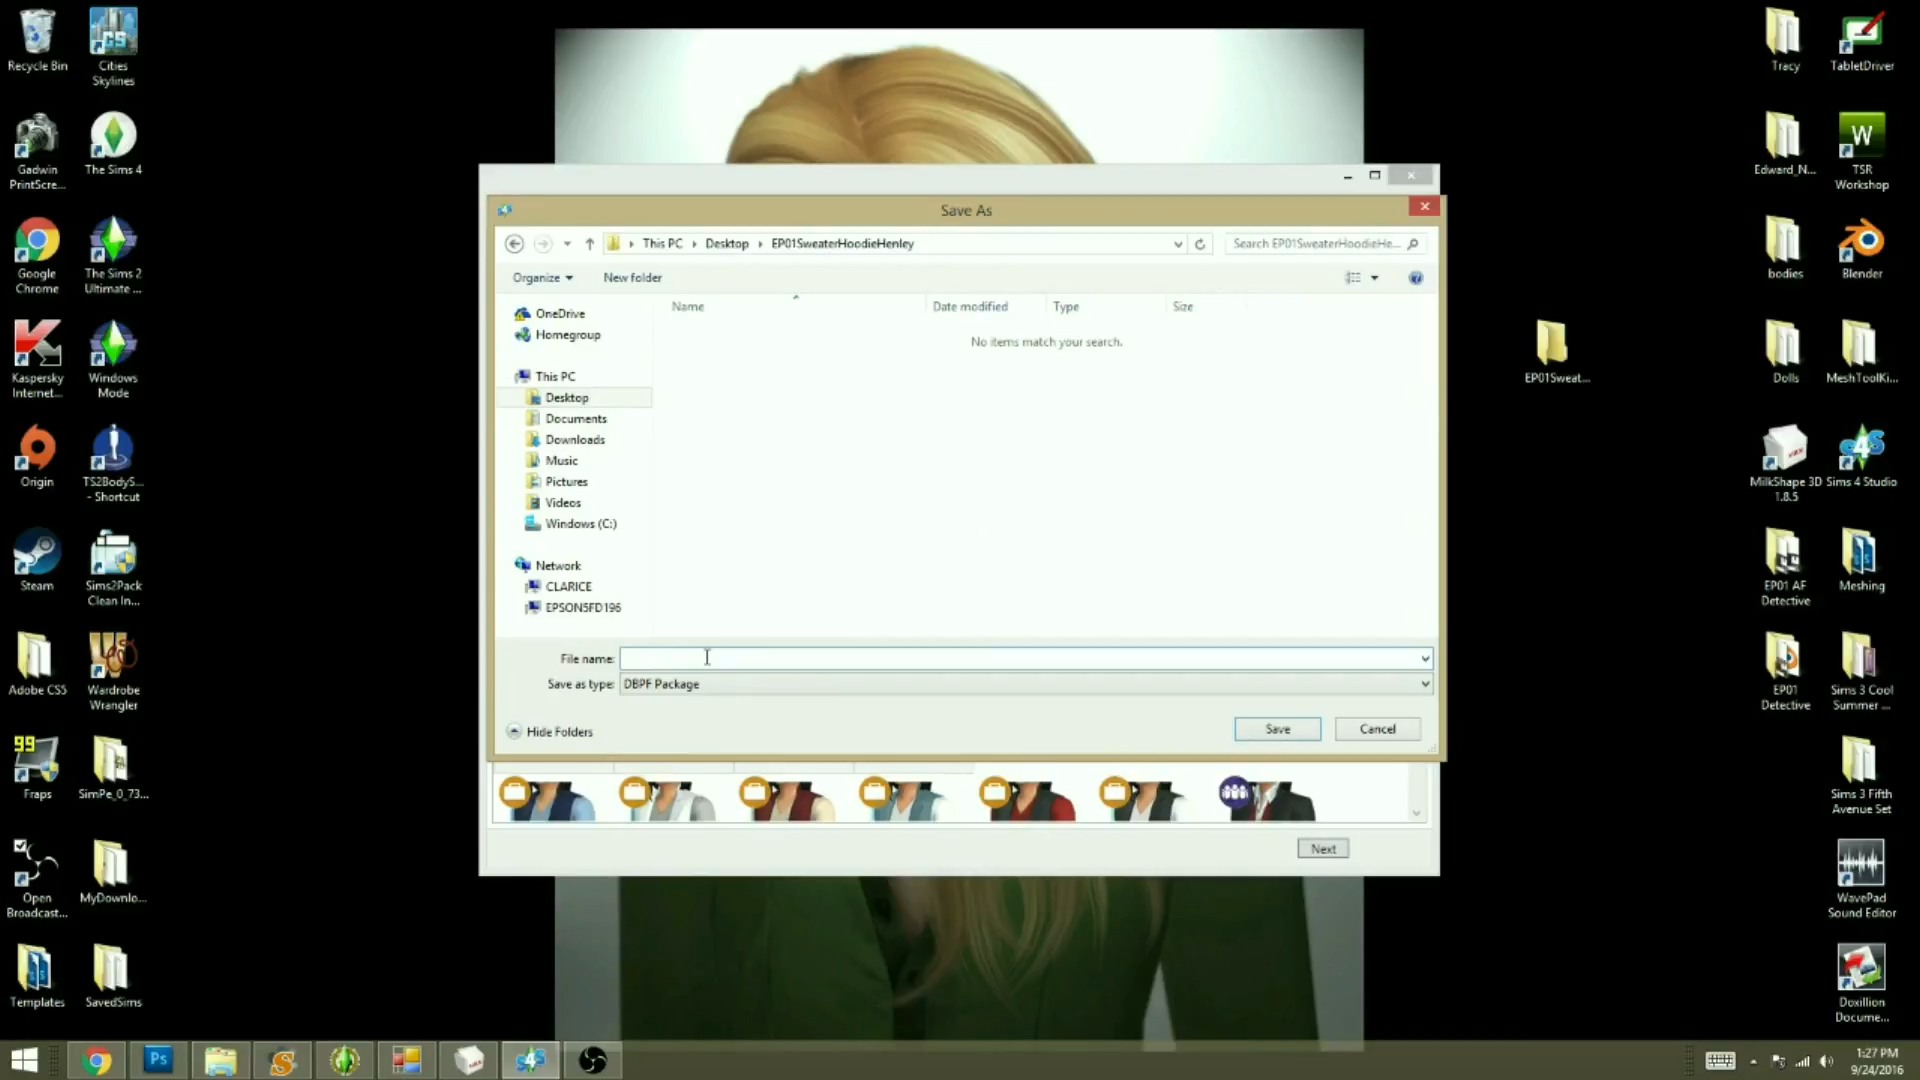 Recycle Bin
Cities
Skylines
Gadwin
PrintScre...
The Sims 4
Google
Chrome
The Sims 2
Ultimate ...
Kaspersky
Internet...
Windows
Mode
Origin
TS2BodyS...
- Shortcut
Steam
Sims2Pack
Clean In...
Adobe CS5
Wardrobe
Wrangler
99
Fraps
SimPe_0_73...
Open
Broadcast...
MyDownlo...
Templates
SavedSims
Save As
This PC
Desktop
EP01SweaterHoodieHenley
Search EP01SweaterHoodieHe...
Organize
New folder
Name
Date modified
Type
Size
No items match your search.
OneDrive
Homegroup
This PC
Desktop
Documents
Downloads
Music
Pictures
Videos
Windows (C:)
Network
CLARICE
EPSON5FD196
File name:
Save as type:
DBPF Package
Hide Folders
Save
Cancel
Next
EP01Sweat...
Tracy
TabletDriver
Edward_N...
W
TSR
Workshop
bodies
Blender
Dolls
MeshToolKi...
MilkShape 3D
1.8.5
Sims 4 Studio
EP01 AF
Detective
Meshing
EP01
Detective
Sims 3 Cool
Summer ...
Sims 3 Fifth
Avenue Set
WavePad
Sound Editor
Doxillion
Docume...
Ps
1:27 PM
9/24/2016